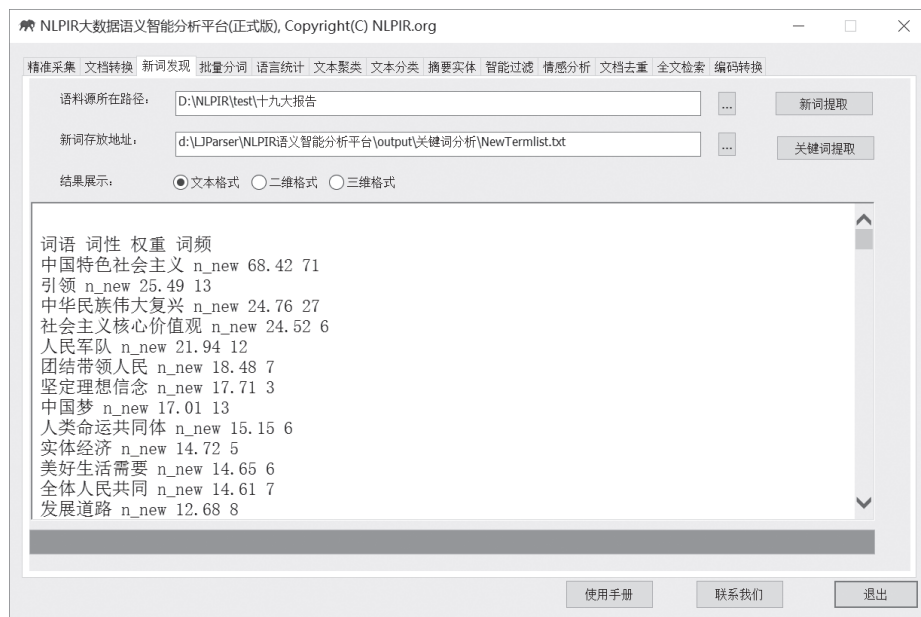 NLPIR大数据语义智能分析平台(正式版), Copyright(C) NLPIR.org
精准采集 文档转换 新词发现 批量分词 语言统计 文本聚类 文本分类 摘要实体 智能过滤 情感分析 文档去重 全文检索 编码转换
语料源所在路径: D:\NLPIR\test\十九大报告 ... 新词提取
新词存放地址: d:\LJParser\NLPIR语义智能分析平台\output\关键词分析\NewTermlist.txt ... 关键词提取
结果展示: 文本格式 二维格式 三维格式
词语 词性 权重 词频
中国特色社会主义 n_new 68.42 71
引领 n_new 25.49 13
中华民族伟大复兴 n_new 24.76 27
社会主义核心价值观 n_new 24.52 6
人民军队 n_new 21.94 12
团结带领人民 n_new 18.48 7
坚定理想信念 n_new 17.71 3
中国梦 n_new 17.01 13
人类命运共同体 n_new 15.15 6
实体经济 n_new 14.72 5
美好生活需要 n_new 14.65 6
全体人民共同 n_new 14.61 7
发展道路 n_new 12.68 8
使用手册 联系我们 退出